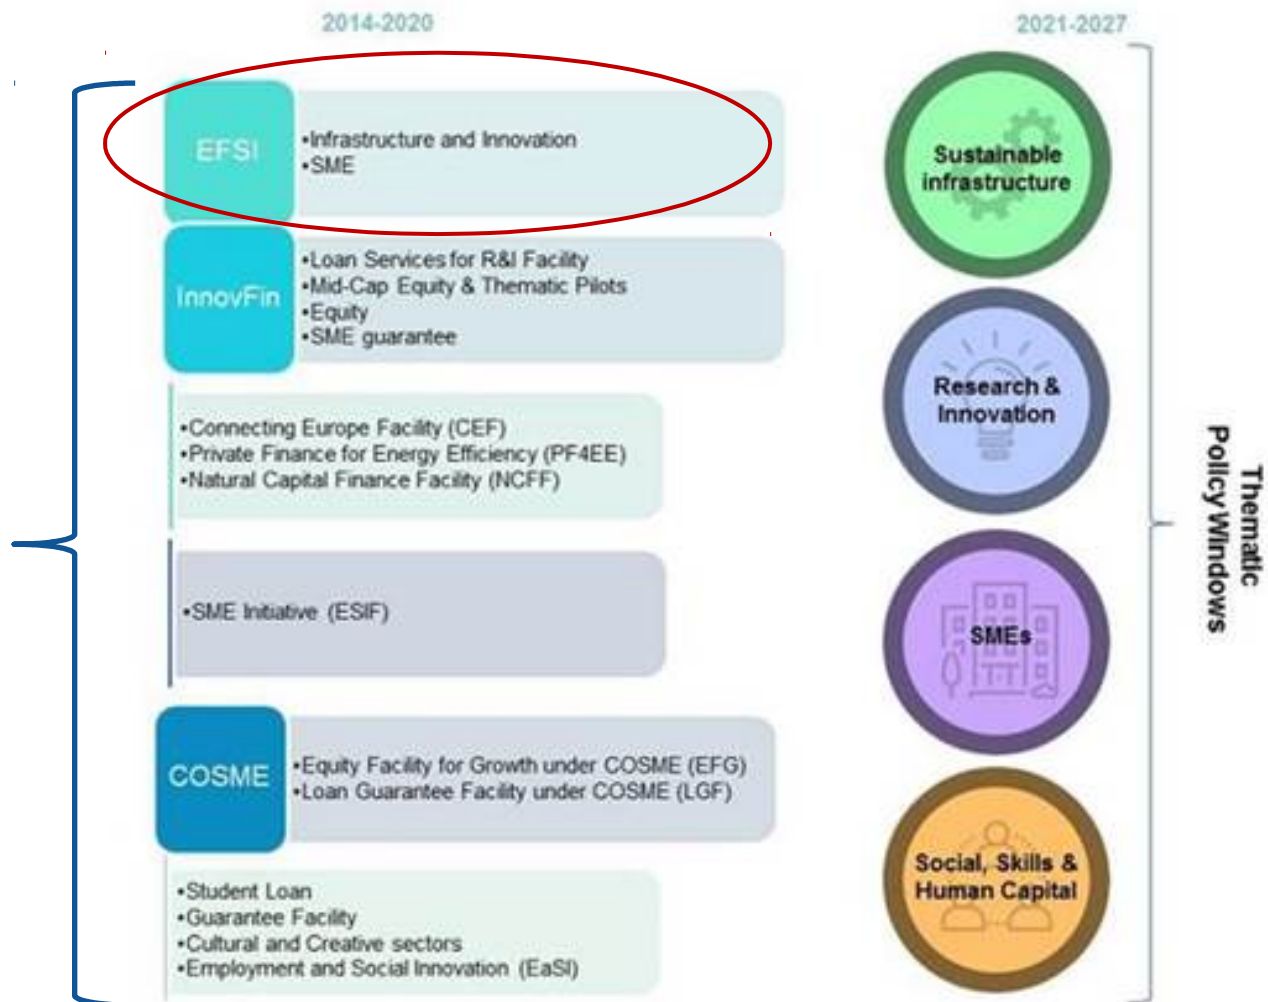 2014-2020
2021-2027
EFSI
•Infrastructure and Innovation
•SME
InnovFin
•Loan Services for R&I Facility
•Mid-Cap Equity & Thematic Pilots
•Equity
•SME guarantee
•Connecting Europe Facility (CEF)
•Private Finance for Energy Efficiency (PF4EE)
•Natural Capital Finance Facility (NCFF)
•SME Initiative (ESIF)
COSME
•Equity Facility for Growth under COSME (EFG)
•Loan Guarantee Facility under COSME (LGF)
•Student Loan
•Guarantee Facility
•Cultural and Creative sectors
•Employment and Social Innovation (EaSI)
Sustainable
infrastructure
Research &
Innovation
SMEs
Social, Skills &
Human Capital
Thematic
Policy Windows